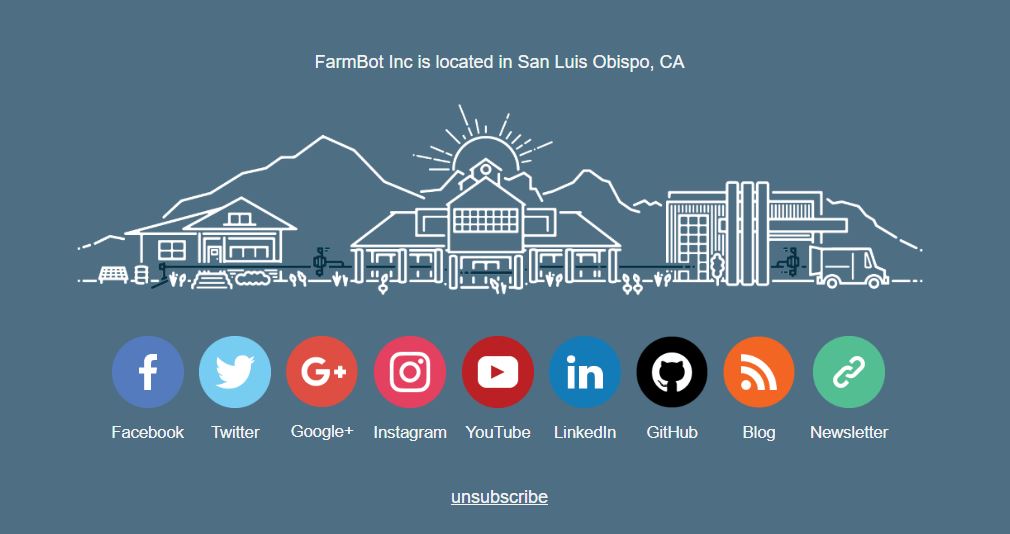 FarmBot Inc is located in San Luis Obispo, CA
Facebook Twitter Google+ Instagram YouTube LinkedIn GitHub Blog Newsletter
unsubscribe